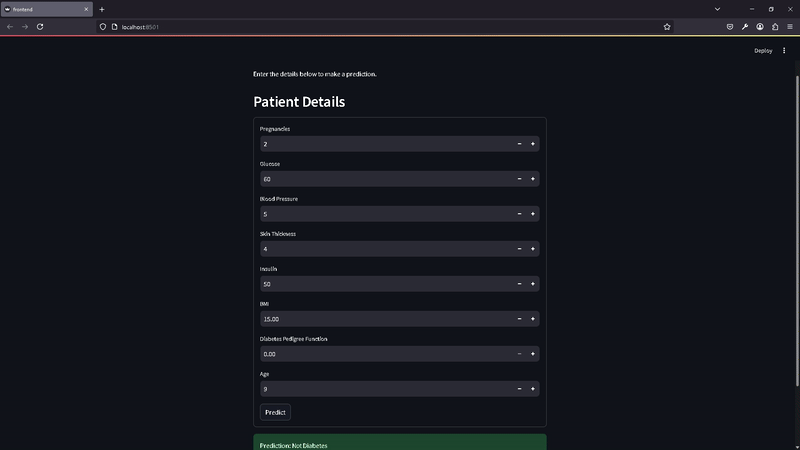 frontend
localhost:8501
Deploy
Enter the details below to make a prediction.
Patient Details
Pregnancies
2
Glucose
60
Blood Pressure
5
Skin Thickness
4
Insulin
50
BMI
15.00
Diabetes Pedigree Function
0.00
Age
9
Predict
Prediction: Not Diabetes